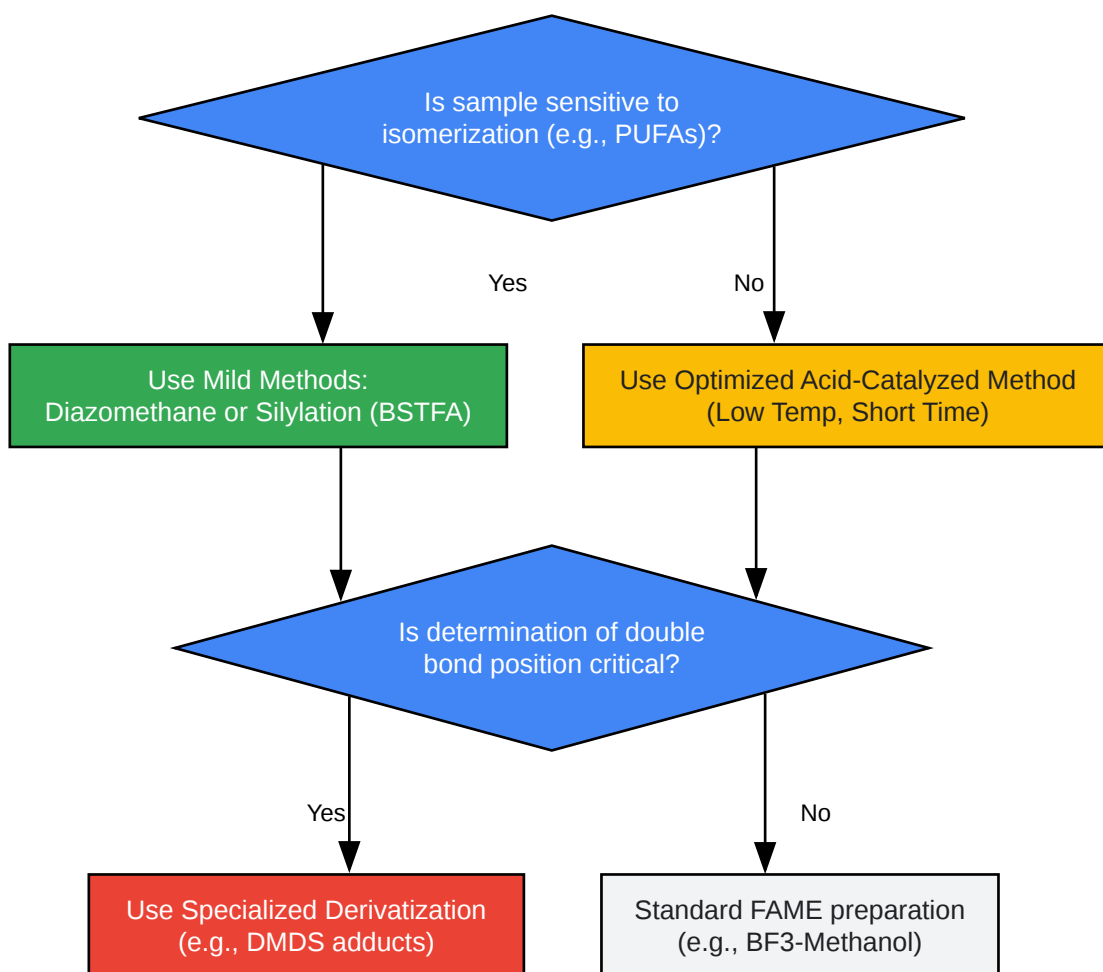 Is sample sensitive to
isomerization (e.g., PUFAs)?
Yes
No
Use Mild Methods:
Diazomethane or Silylation (BSTFA)
Use Optimized Acid-Catalyzed Method
(Low Temp, Short Time)
Is determination of double
bond position critical?
Yes
No
Use Specialized Derivatization
(e.g., DMDS adducts)
Standard FAME preparation
(e.g., BF3-Methanol)